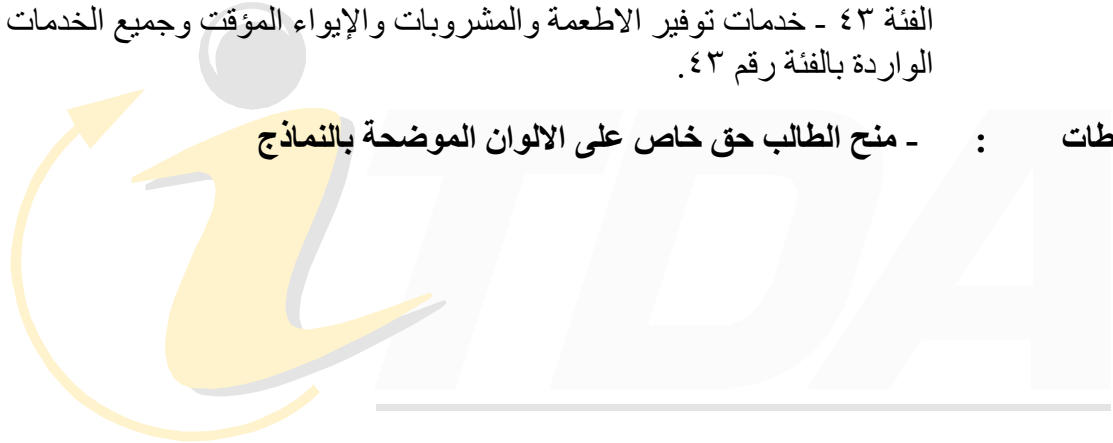 الفئة ٤٣ - خدمات توفير الاطعمة والمشروبات والإيواء المؤقت وجميع الخدمات
الواردة بالفئة رقم ٤٣.
: - منح الطالب حق خاص على الالوان الموضحة بالنماذج
iTDA